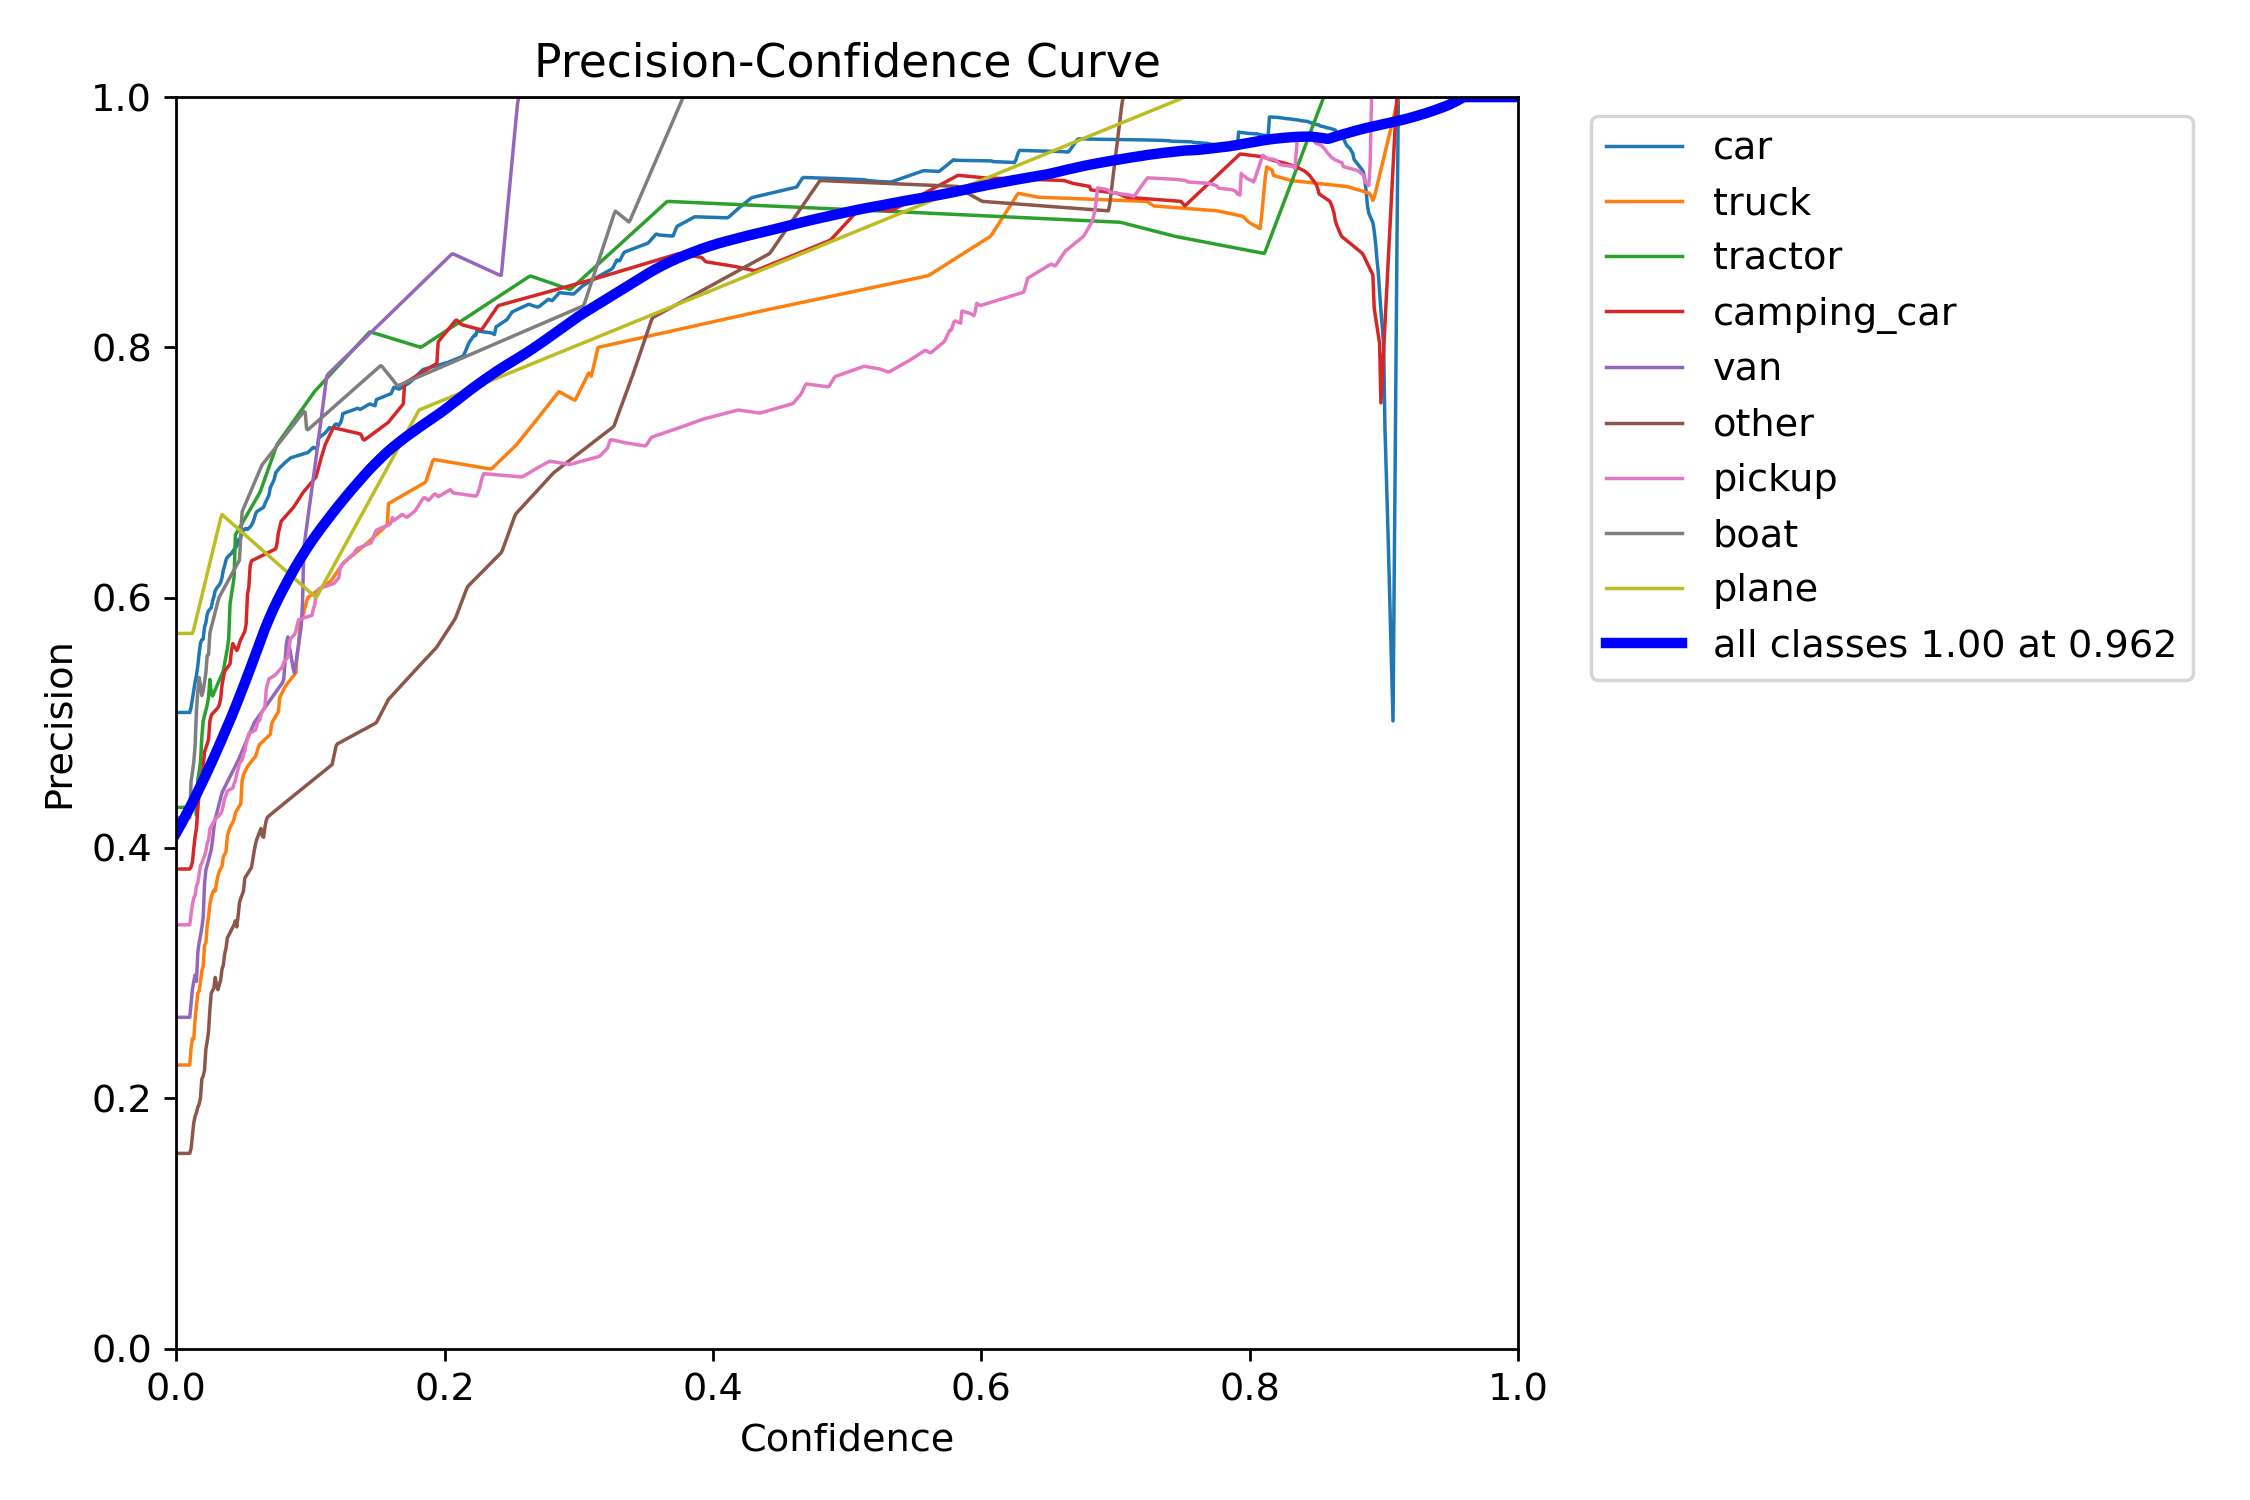 Precision-Confidence Curve
1.0
0.8
0.6
0.4
0.2
0.0
Precision
0.0 0.2 0.4 0.6 0.8 1.0
Confidence
car
truck
tractor
camping_car
van
other
pickup
boat
plane
all classes 1.00 at 0.962